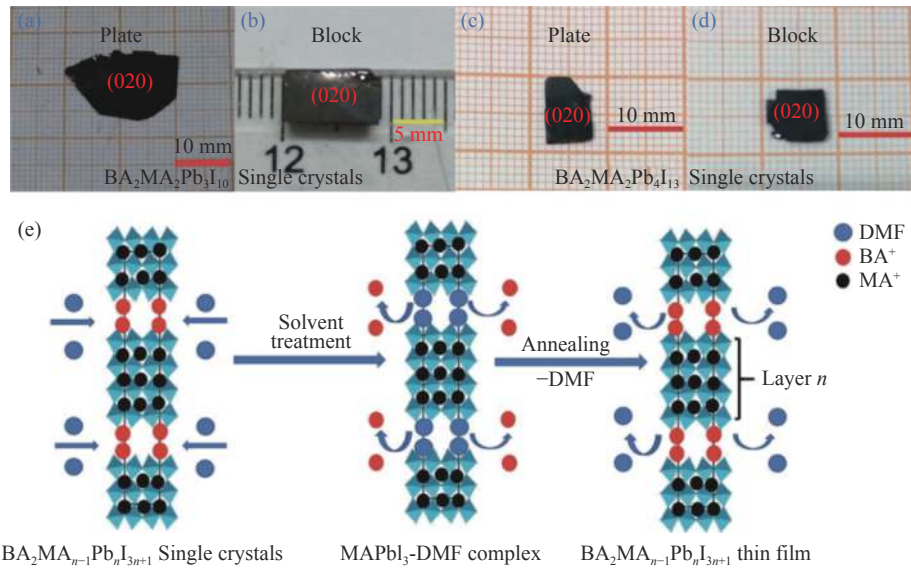 (a) (b) (c) (d)
Plate Block Plate Block
(020) (020) (020) (020)
10 mm 5 mm 10 mm 10 mm
12 13
BA₂MA₂Pb₃I₁₀ Single crystals BA₂MA₂Pb₄I₁₃ Single crystals
(e)
DMF
BA⁺
MA⁺
Solvent
treatment
Annealing
−DMF
Layer n
BA₂MAₙ₋₁PbₙI₃ₙ₊₁ Single crystals MAPbI₃-DMF complex BA₂MAₙ₋₁PbₙI₃ₙ₊₁ thin film